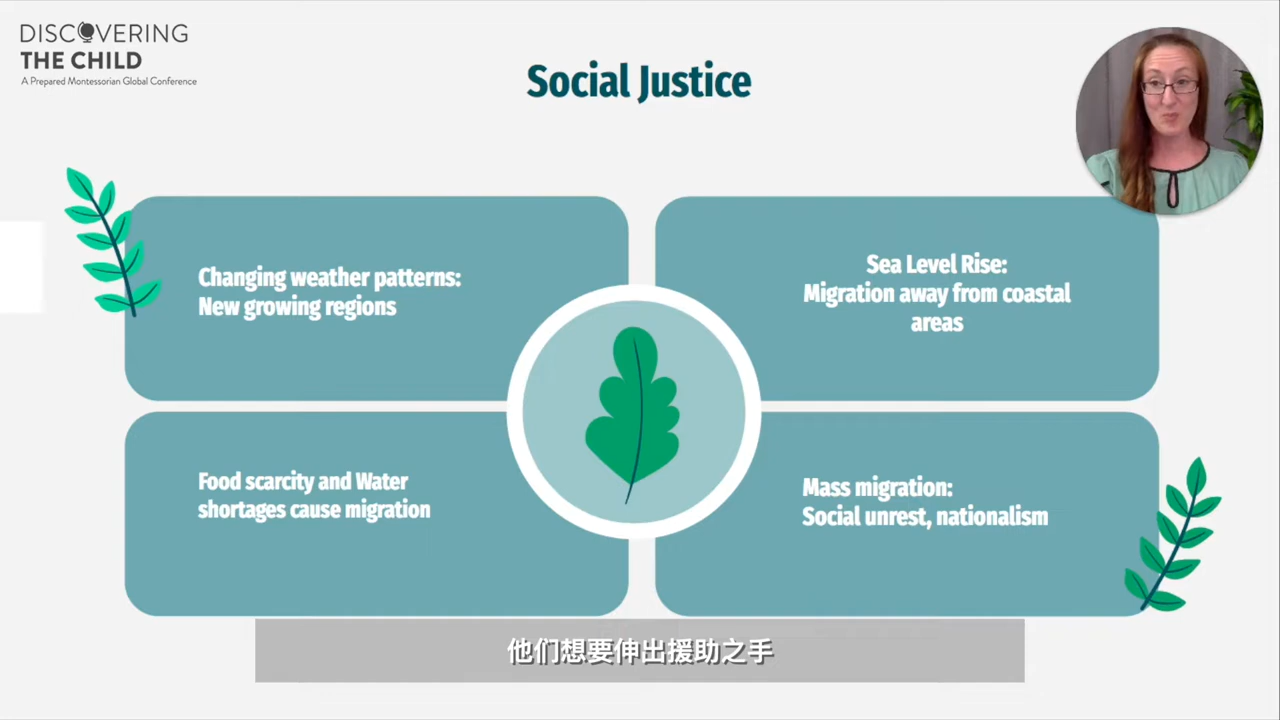 DISCOVERING
THE CHILD
A Prepared Montessorian Global Conference
Social Justice
Changing weather patterns:
New growing regions
Sea Level Rise:
Migration away from coastal
areas
Food scarcity and Water
shortages cause migration
Mass migration:
Social unrest, nationalism
他们想要伸出援助之手